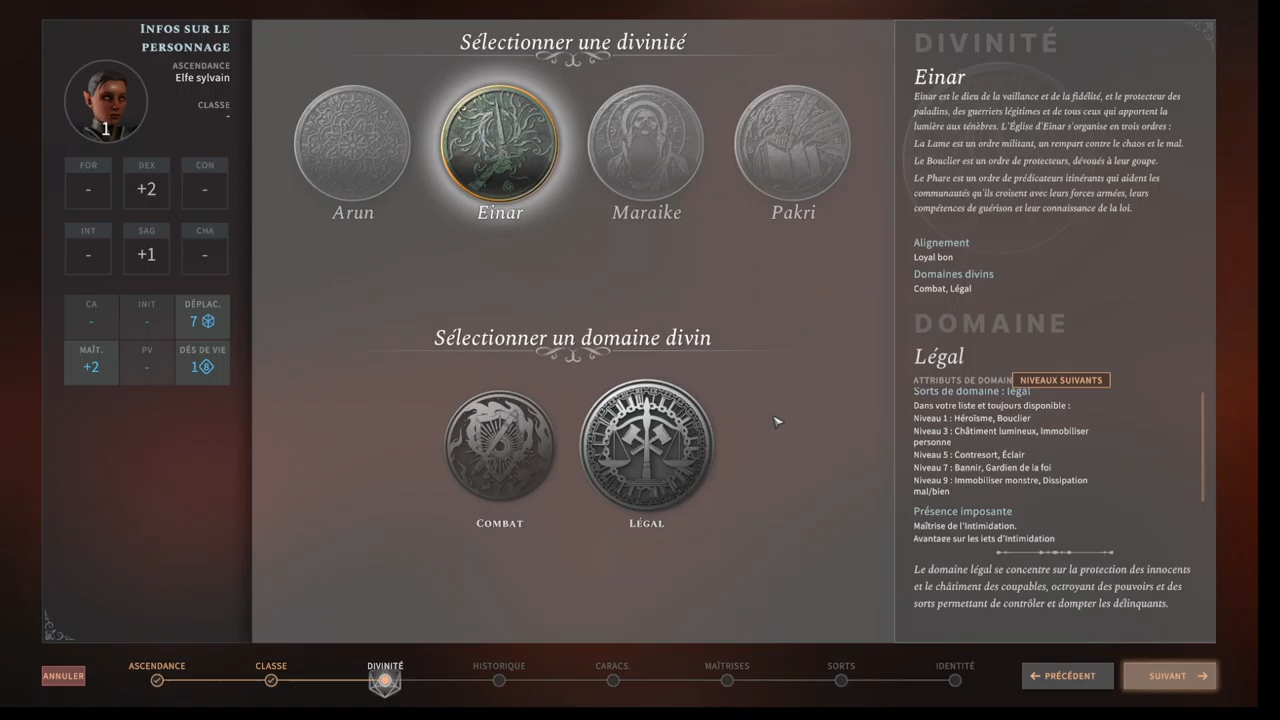 INFOS SUR LE
PERSONNAGE
ASCENDANCE
Elfe sylvain
CLASSE
-
1
FOR
DEX
CON
-
+2
-
INT
SAG
CHA
-
+1
-
CA
INIT
DÉPLAC.
-
-
7
MAÎT.
PV
DÉS DE VIE
+2
-
1 8
Sélectionner une divinité
Arun
Einar
Maraike
Pakri
Sélectionner un domaine divin
COMBAT
LÉGAL
DIVINITÉ
Einar
Einar est le dieu de la vaillance et de la fidélité, et le protecteur des
paladins, des guerriers légitimes et de tous ceux qui apportent la
lumière aux ténèbres. L'Église d'Einar s'organise en trois ordres :
La Lame est un ordre militant, un rempart contre le chaos et le mal.
Le Bouclier est un ordre de protecteurs, dévoués à leur goupe.
Le Phare est un ordre de prédicateurs itinérants qui aident les
communautés qu'ils croisent avec leurs forces armées, leurs
compétences de guérison et leur connaissance de la loi.
Alignement
Loyal bon
Domaines divins
Combat, Légal
DOMAINE
Légal
ATTRIBUTS DE DOMAIN
NIVEAUX SUIVANTS
Sorts de domaine : légal
Dans votre liste et toujours disponible :
Niveau 1 : Héroïsme, Bouclier
Niveau 3 : Châtiment lumineux, Immobiliser
personne
Niveau 5 : Contresort, Éclair
Niveau 7 : Bannir, Gardien de la foi
Niveau 9 : Immobiliser monstre, Dissipation
mal/bien
Présence imposante
Maîtrise de l'Intimidation.
Avantage sur les jets d'Intimidation
Le domaine légal se concentre sur la protection des innocents
et le châtiment des coupables, octroyant des pouvoirs et des
sorts permettant de contrôler et dompter les délinquants.
ANNULER
ASCENDANCE
CLASSE
DIVINITÉ
HISTORIQUE
CARACS.
MAÎTRISES
SORTS
IDENTITÉ
PRÉCÉDENT
SUIVANT